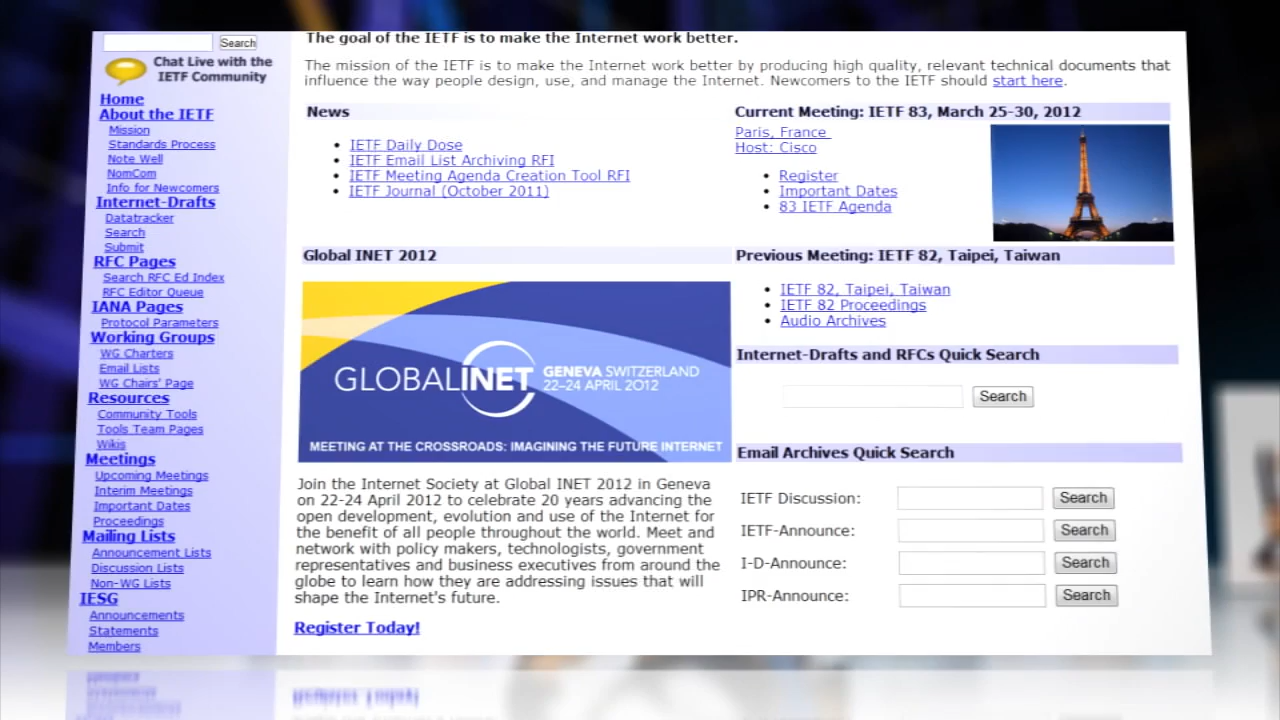 Search
Chat Live with the
IETF Community
Home
About the IETF
Mission
Standards Process
Note Well
NomCom
Info for Newcomers
Internet-Drafts
Datatracker
Search
Submit
RFC Pages
Search RFC Ed Index
RFC Editor Queue
IANA Pages
Protocol Parameters
Working Groups
WG Charters
Email Lists
WG Chairs' Page
Resources
Community Tools
Tools Team Pages
Wikis
Meetings
Upcoming Meetings
Interim Meetings
Important Dates
Proceedings
Mailing Lists
Announcement Lists
Discussion Lists
Non-WG Lists
IESG
Announcements
Statements
Members
The goal of the IETF is to make the Internet work better.
The mission of the IETF is to make the Internet work better by producing high quality, relevant technical documents that
influence the way people design, use, and manage the Internet. Newcomers to the IETF should start here.
News
IETF Daily Dose
IETF Email List Archiving RFI
IETF Meeting Agenda Creation Tool RFI
IETF Journal (October 2011)
Global INET 2012
GLOBALINET GENEVA SWITZERLAND
22–24 APRIL 2012
MEETING AT THE CROSSROADS: IMAGINING THE FUTURE INTERNET
Join the Internet Society at Global INET 2012 in Geneva
on 22-24 April 2012 to celebrate 20 years advancing the
open development, evolution and use of the Internet for
the benefit of all people throughout the world. Meet and
network with policy makers, technologists, government
representatives and business executives from around the
globe to learn how they are addressing issues that will
shape the Internet's future.
Register Today!
Current Meeting: IETF 83, March 25-30, 2012
Paris, France
Host: Cisco
Register
Important Dates
83 IETF Agenda
Previous Meeting: IETF 82, Taipei, Taiwan
IETF 82, Taipei, Taiwan
IETF 82 Proceedings
Audio Archives
Internet-Drafts and RFCs Quick Search
Search
Email Archives Quick Search
IETF Discussion: Search
IETF-Announce: Search
I-D-Announce: Search
IPR-Announce: Search